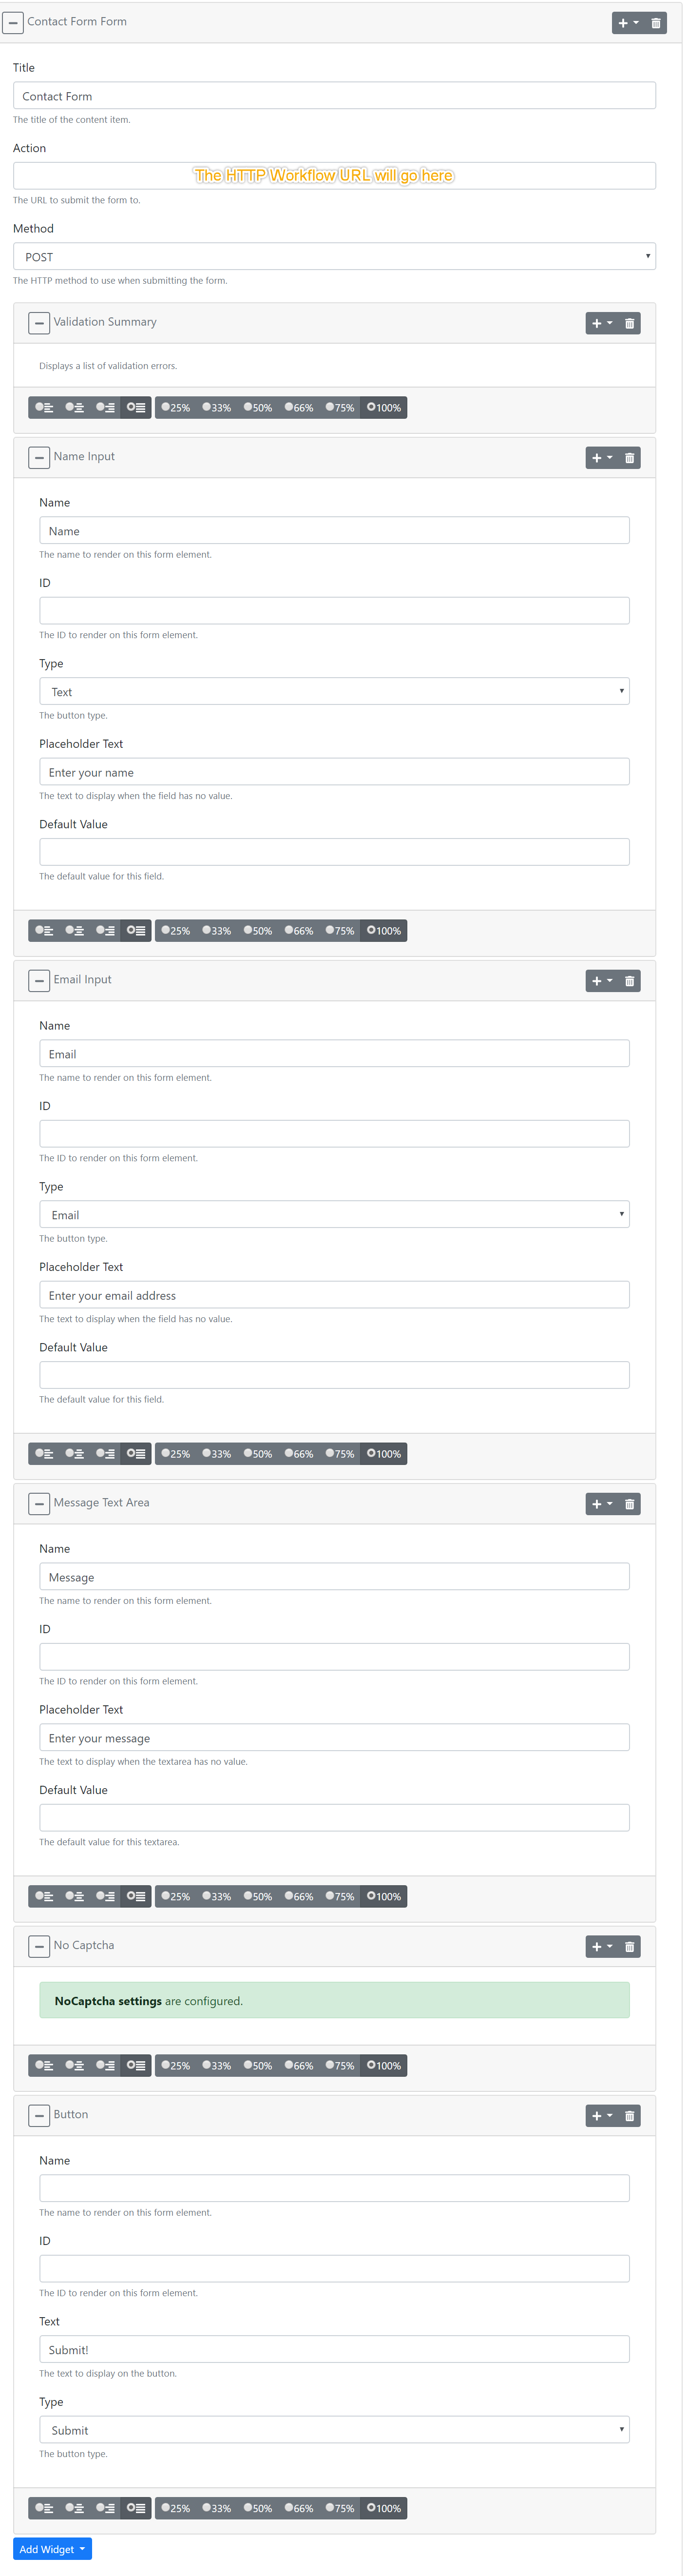 Contact Form Form
Title
Contact Form
The title of the content item.
Action
The HTTP Workflow URL will go here
The URL to submit the form to.
Method
POST
The HTTP method to use when submitting the form.
Validation Summary
Displays a list of validation errors.
25% 33% 50% 66% 75% 100%
Name Input
Name
Name
The name to render on this form element.
ID
The ID to render on this form element.
Type
Text
The button type.
Placeholder Text
Enter your name
The text to display when the field has no value.
Default Value
The default value for this field.
25% 33% 50% 66% 75% 100%
Email Input
Name
Email
The name to render on this form element.
ID
The ID to render on this form element.
Type
Email
The button type.
Placeholder Text
Enter your email address
The text to display when the field has no value.
Default Value
The default value for this field.
25% 33% 50% 66% 75% 100%
Message Text Area
Name
Message
The name to render on this form element.
ID
The ID to render on this form element.
Placeholder Text
Enter your message
The text to display when the textarea has no value.
Default Value
The default value for this textarea.
25% 33% 50% 66% 75% 100%
No Captcha
NoCaptcha settings are configured.
25% 33% 50% 66% 75% 100%
Button
Name
The name to render on this form element.
ID
The ID to render on this form element.
Text
Submit!
The text to display on the button.
Type
Submit
The button type.
25% 33% 50% 66% 75% 100%
Add Widget